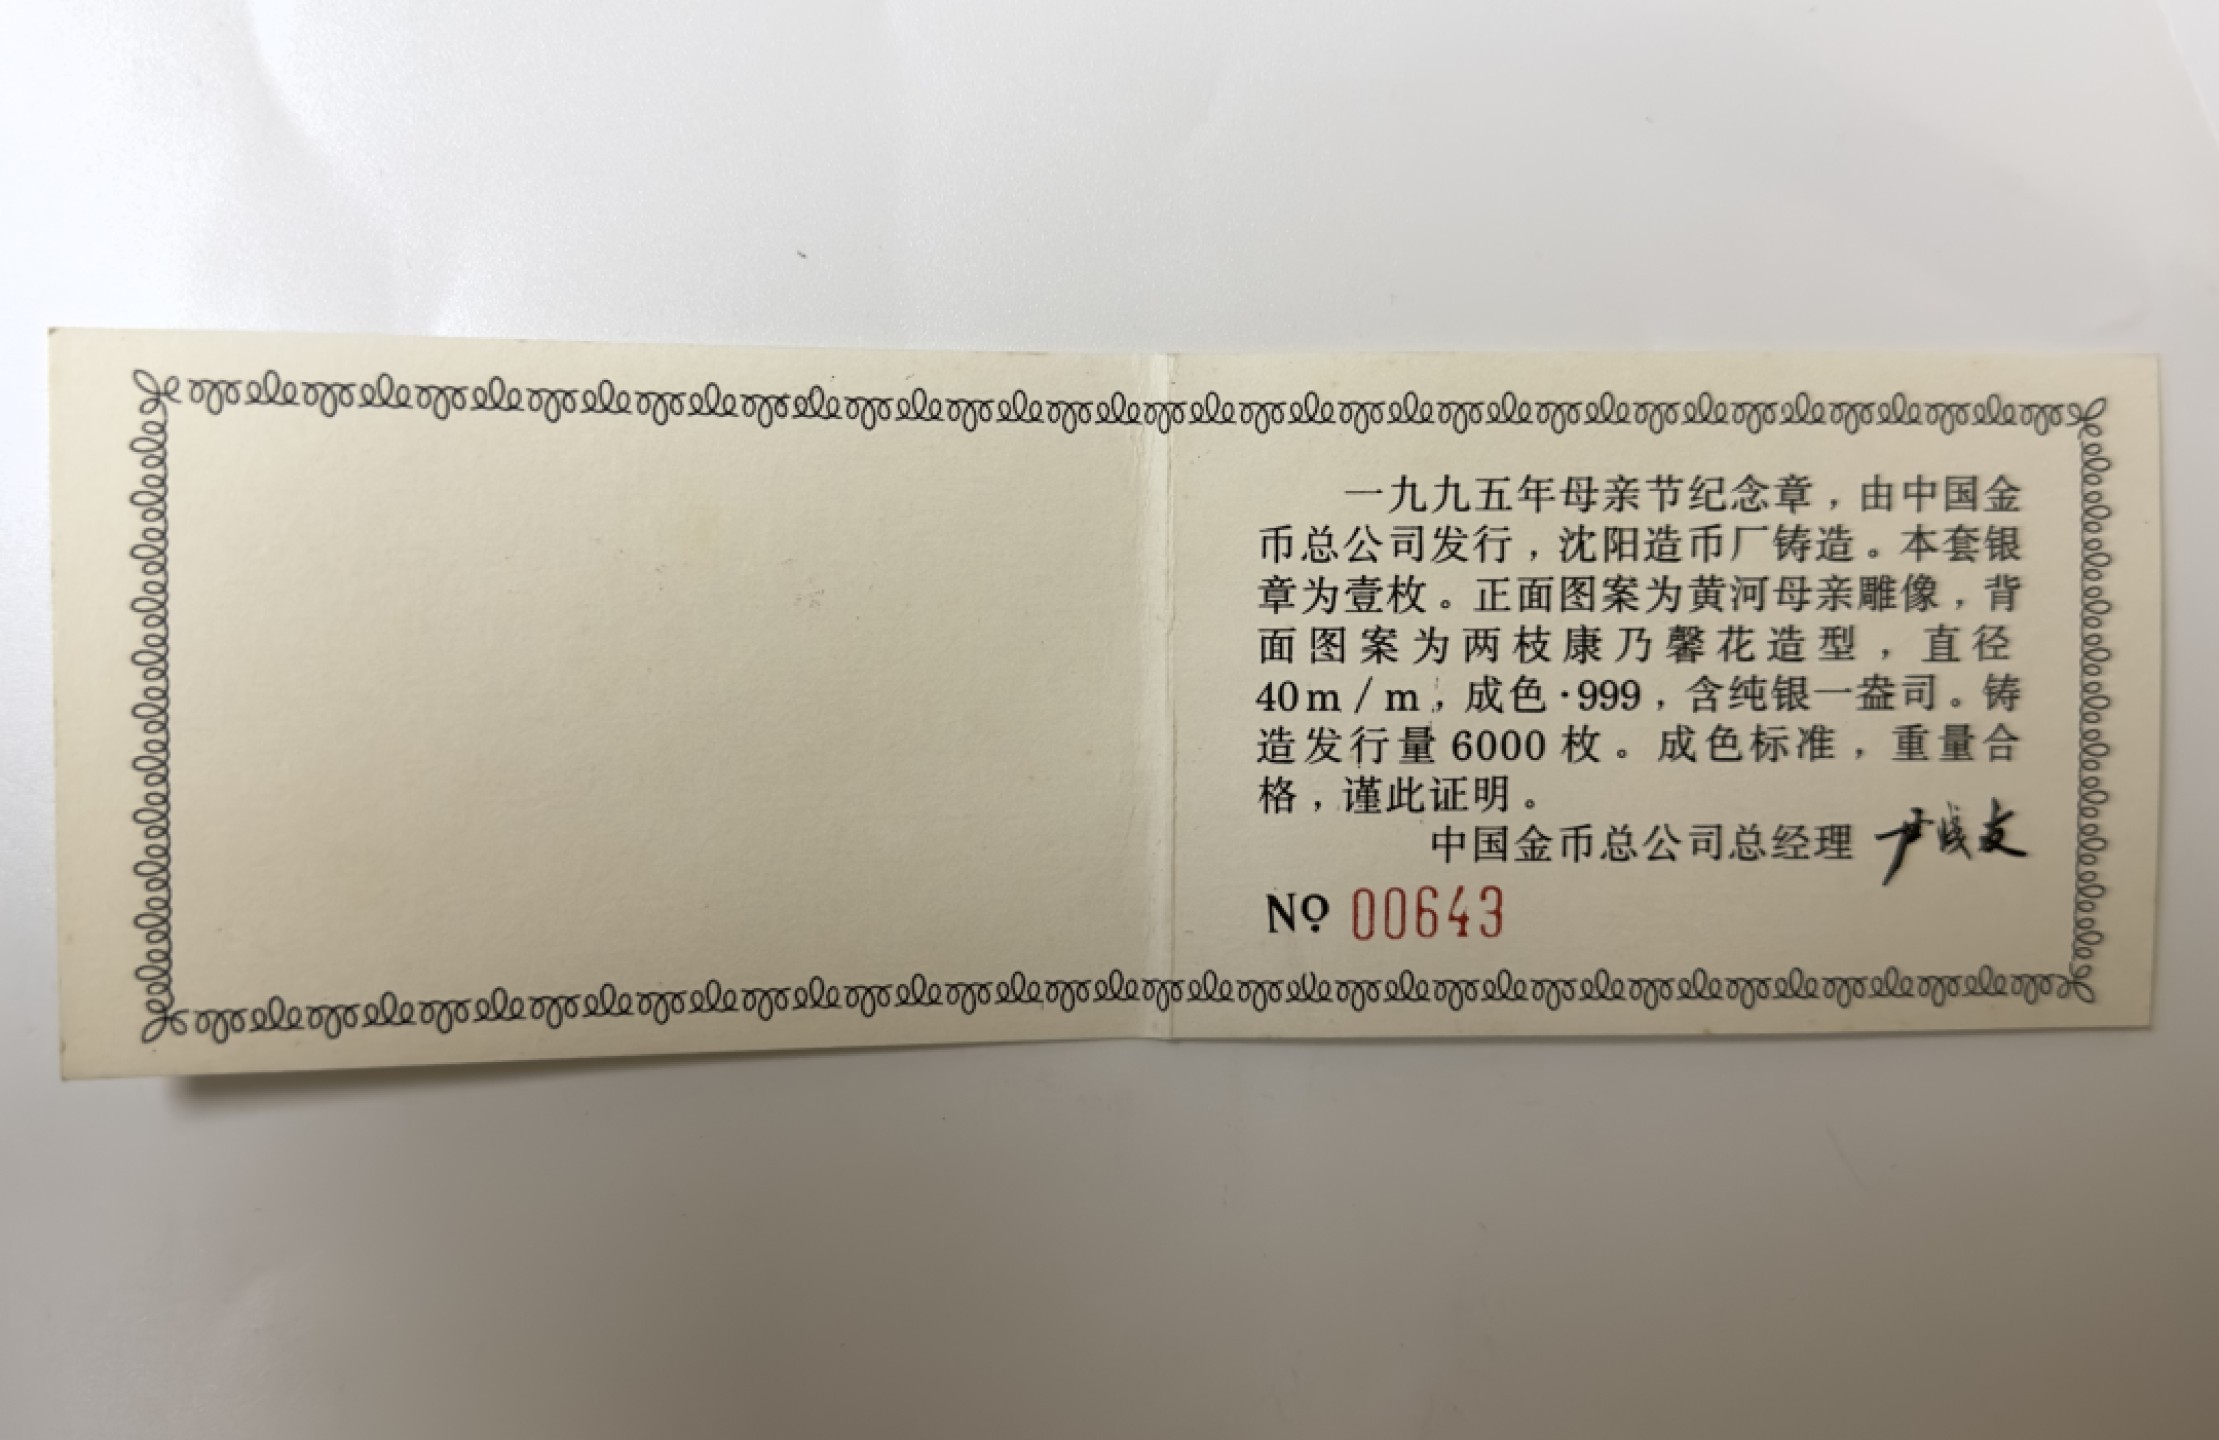 一九九五年母亲节纪念章，由中国金
币总公司发行，沈阳造币厂铸造。本套银
章为壹枚。正面图案为黄河母亲雕像，背
面图案为两枝康乃馨花造型，直径
40m/m，成色·999，含纯银一盎司。铸
造发行量6000枚。成色标准，重量合
格，谨此证明。
中国金币总公司总经理 尹成友
№ 00643